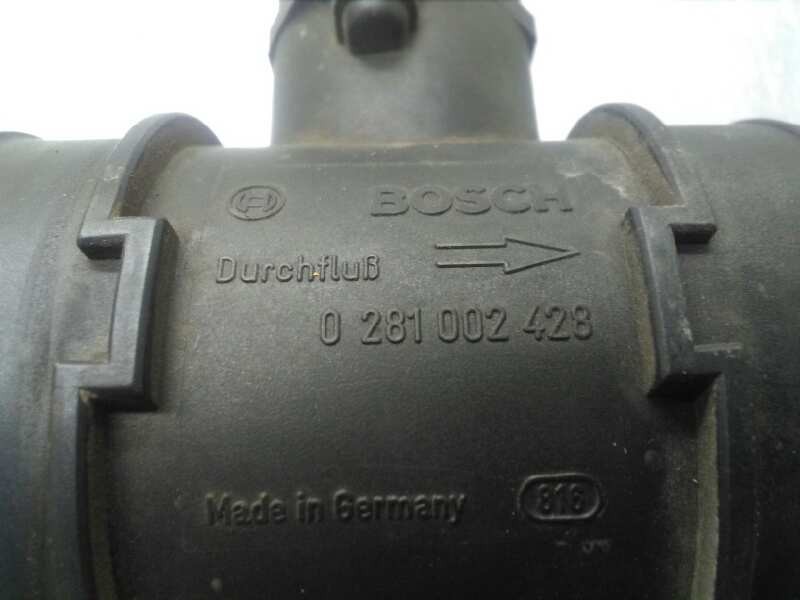 BOSCH
Durchfluß
0 281 002 428
Made in Germany
816